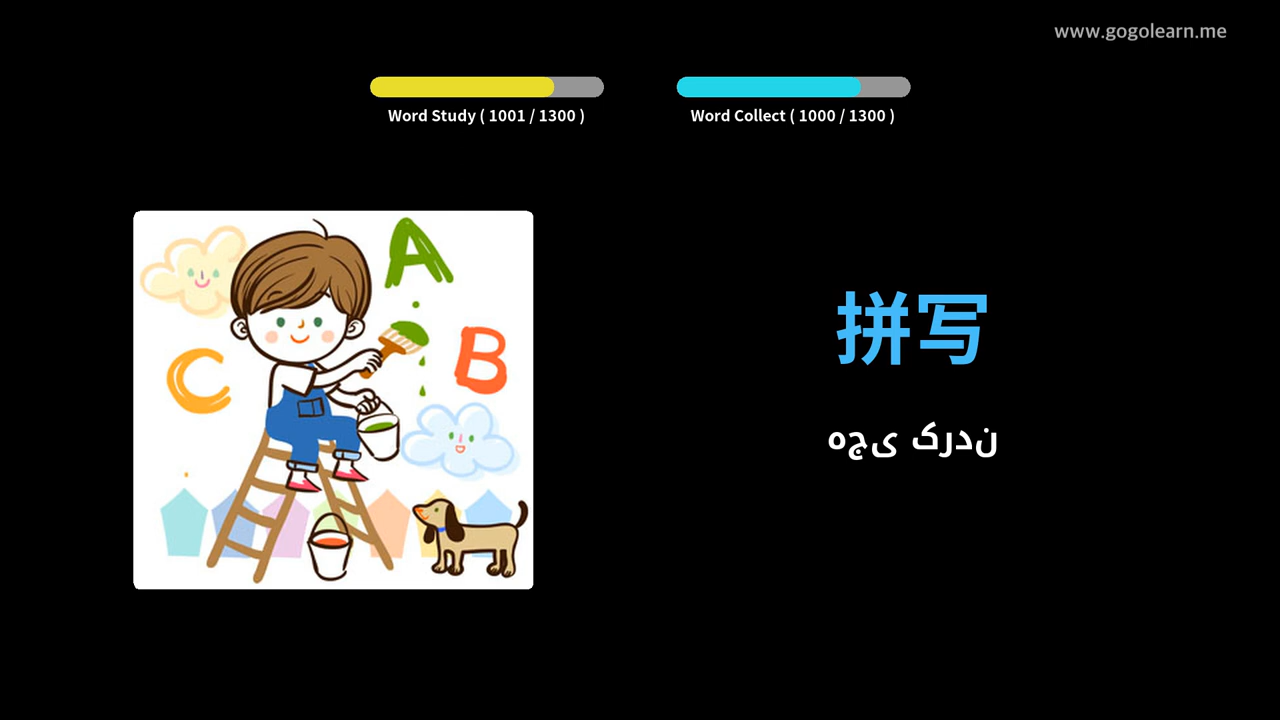 www.gogolearn.me
Word Study ( 1001 / 1300 )
Word Collect ( 1000 / 1300 )
A
B
C
拼写
هجی کردن